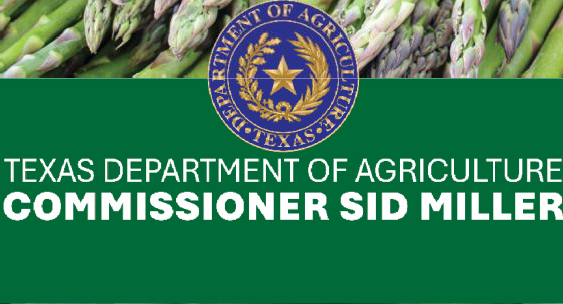 DEPARTMENT OF AGRICULTURE
•TEXAS•
TEXAS DEPARTMENT OF AGRICULTURE
COMMISSIONER SID MILLER